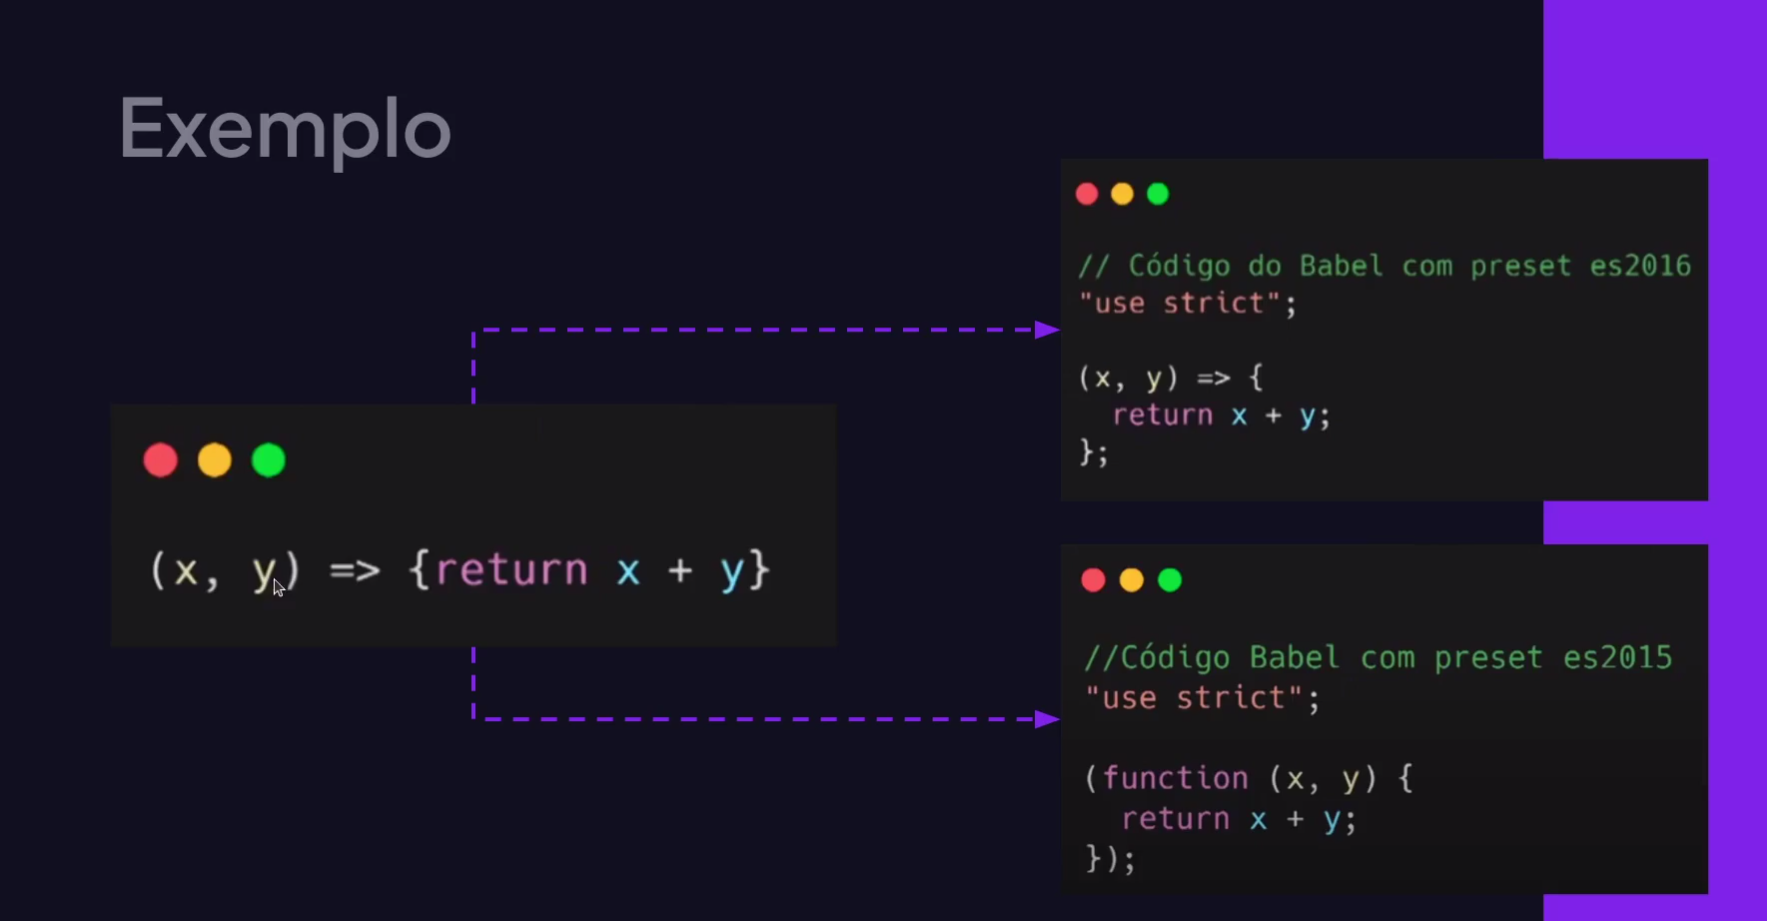 Exemplo
(x, y) => {return x + y}
// Código do Babel com preset es2016
"use strict";
(x, y) => {
return x + y;
};
//Código Babel com preset es2015
"use strict";
(function (x, y) {
return x + y;
});